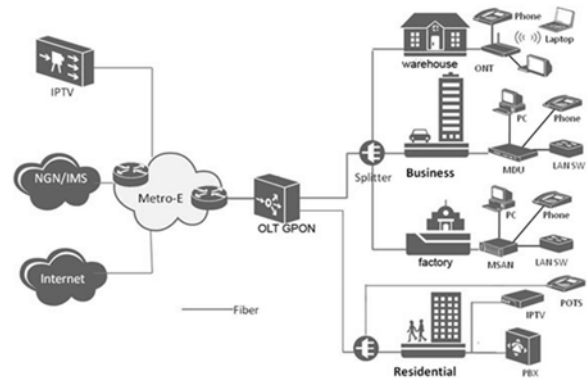 IPTV
NGN/IMS
Internet
Metro-E
OLT GPON
Fiber
Splitter
Phone
Laptop
warehouse
ONT
PC
Phone
Business
MDU
LAN SW
PC
Phone
factory
MSAN
LAN SW
POTS
IPTV
Residential
PBX